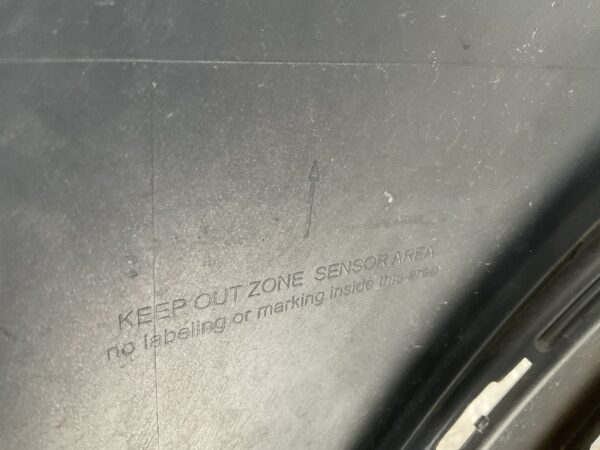 KEEP OUT ZONE SENSOR AREA
no labeling or marking inside this area